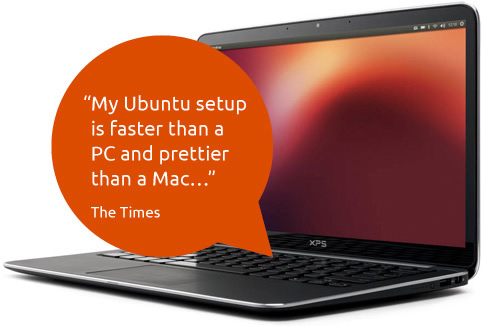 “My Ubuntu setup
is faster than a
PC and prettier
than a Mac…”
The Times
XPS